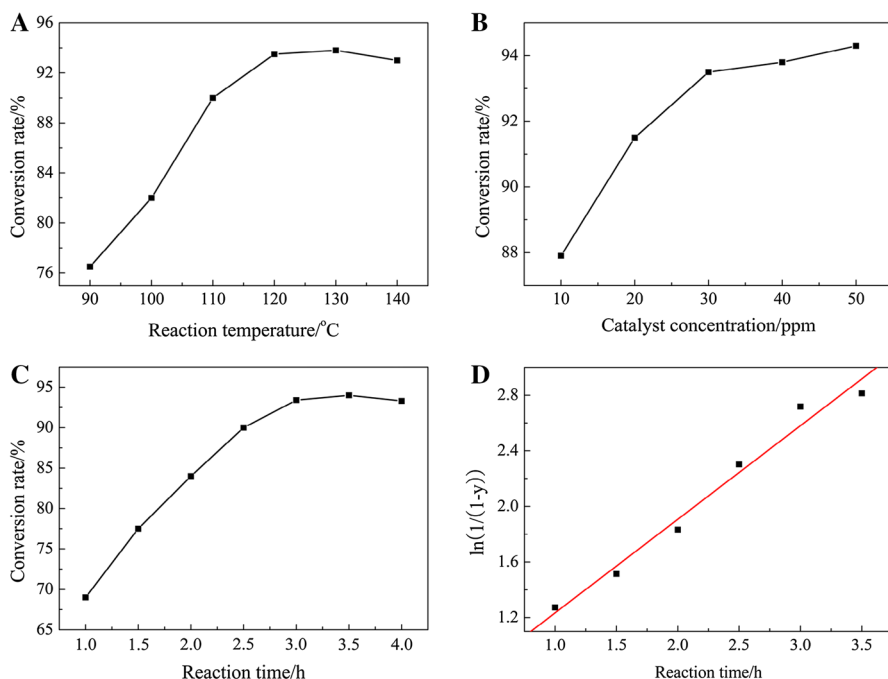 A
96
92
88
84
80
76
Conversion rate/%
90 100 110 120 130 140
Reaction temperature/°C
B
94
92
90
88
Conversion rate/%
10 20 30 40 50
Catalyst concentration/ppm
C
95
90
85
80
75
70
65
Conversion rate/%
1.0 1.5 2.0 2.5 3.0 3.5 4.0
Reaction time/h
D
2.8
2.4
2.0
1.6
1.2
ln(1/(1-y))
1.0 1.5 2.0 2.5 3.0 3.5
Reaction time/h